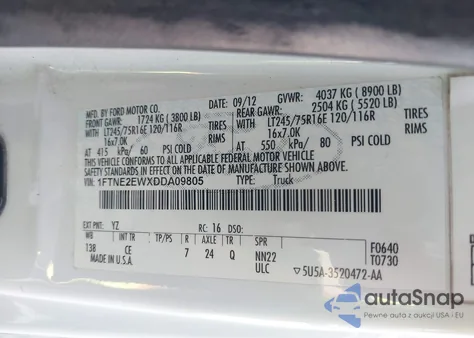 MFD. BY FORD MOTOR CO.
DATE: 09/12 GVWR: 4037 KG ( 8900 LB)
FRONT GAWR: 1724 KG ( 3800 LB) REAR GAWR: 2504 KG ( 5520 LB)
LT245/75R16E 120/116R TIRES LT245/75R16E 120/116R TIRES
16x7.0K RIMS 16x7.0K RIMS
AT 415 kPa/ 60 PSI COLD AT 550 kPa/ 80 PSI COLD
THIS VEHICLE CONFORMS TO ALL APPLICABLE FEDERAL MOTOR VEHICLE
SAFETY STANDARDS IN EFFECT ON THE DATE OF MANUFACTURE SHOWN ABOVE.
VIN: 1FTNE2EWXDDA09805 TYPE: Truck
EXT PNT: YZ RC: 16 DSO: F0640
WB INT TR TP/PS R AXLE TR SPR T0730
138 CE 7 24 Q NN22
MADE IN U.S.A. ULC 5U5A-3520472-AA
autoSnap
Pewne auta z aukcji USA i EU